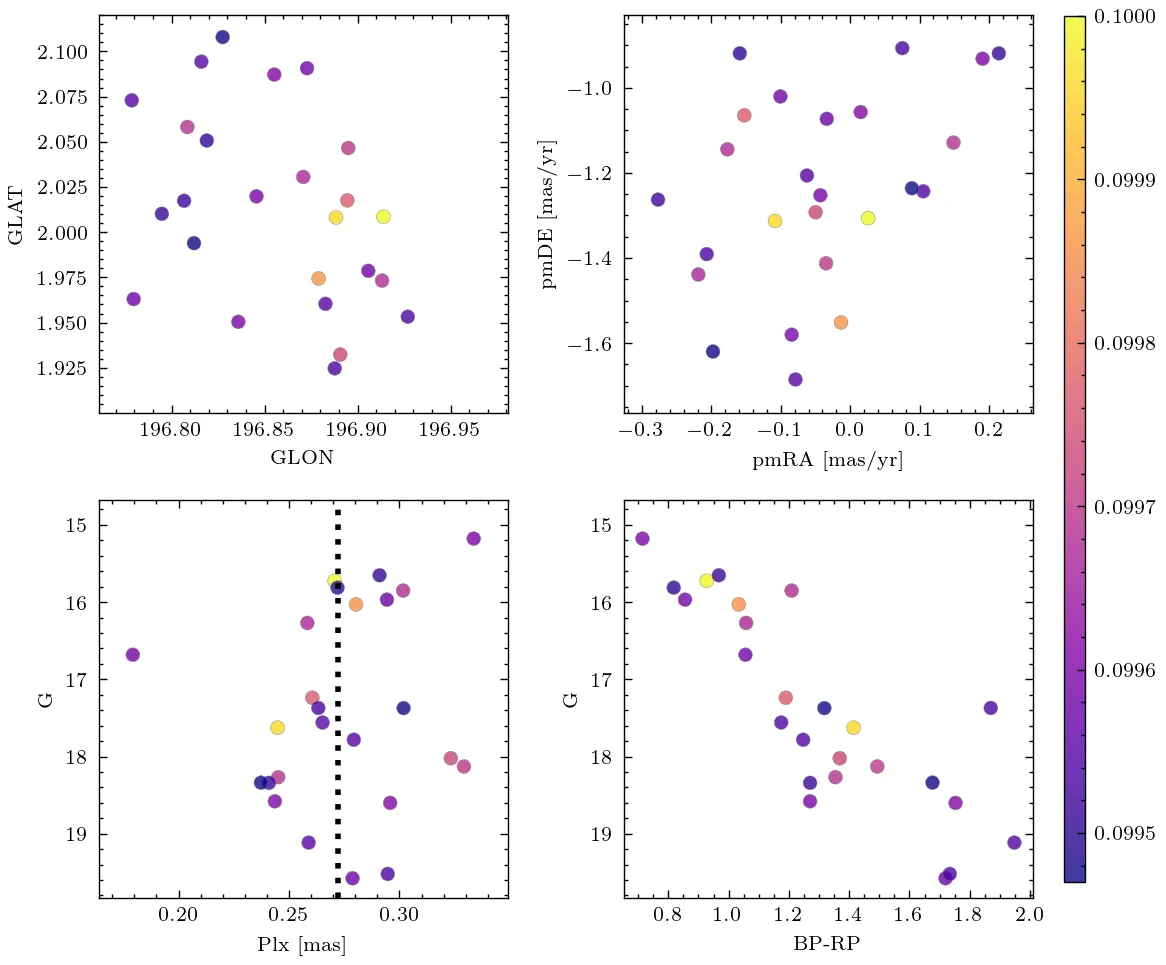 2.100
2.075
2.050
2.025
2.000
1.975
1.950
1.925
GLAT
196.80 196.85 196.90 196.95
GLON
−1.0
−1.2
−1.4
−1.6
pmDE [mas/yr]
−0.3 −0.2 −0.1 0.0 0.1 0.2
pmRA [mas/yr]
15
16
17
18
19
G
0.20 0.25 0.30
Plx [mas]
15
16
17
18
19
G
0.8 1.0 1.2 1.4 1.6 1.8 2.0
BP-RP
0.1000
0.0999
0.0998
0.0997
0.0996
0.0995